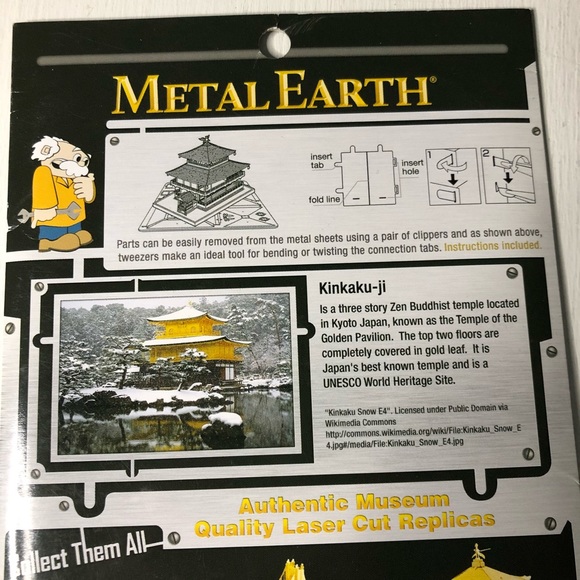 METAL EARTH®
insert
tab
insert
hole
fold line
1
2
Parts can be easily removed from the metal sheets using a pair of clippers and as shown above,
tweezers make an ideal tool for bending or twisting the connection tabs. Instructions included.
Kinkaku-ji
Is a three story Zen Buddhist temple located
in Kyoto Japan, known as the Temple of the
Golden Pavilion. The top two floors are
completely covered in gold leaf. It is
Japan's best known temple and is a
UNESCO World Heritage Site.
"Kinkaku Snow E4". Licensed under Public Domain via
Wikimedia Commons
http://commons.wikimedia.org/wiki/File:Kinkaku_Snow_E
4.jpg#/media/File:Kinkaku_Snow_E4.jpg
Authentic Museum
Quality Laser Cut Replicas
Collect Them All